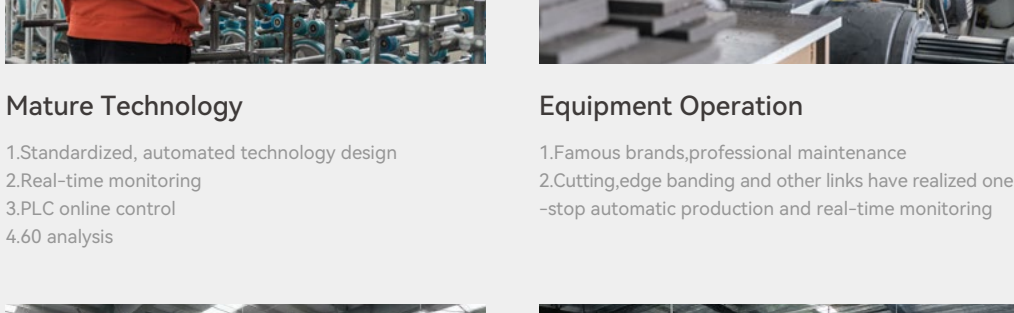 Mature Technology
1.Standardized, automated technology design
2.Real-time monitoring
3.PLC online control
4.60 analysis
Equipment Operation
1.Famous brands,professional maintenance
2.Cutting,edge banding and other links have realized one
-stop automatic production and real-time monitoring